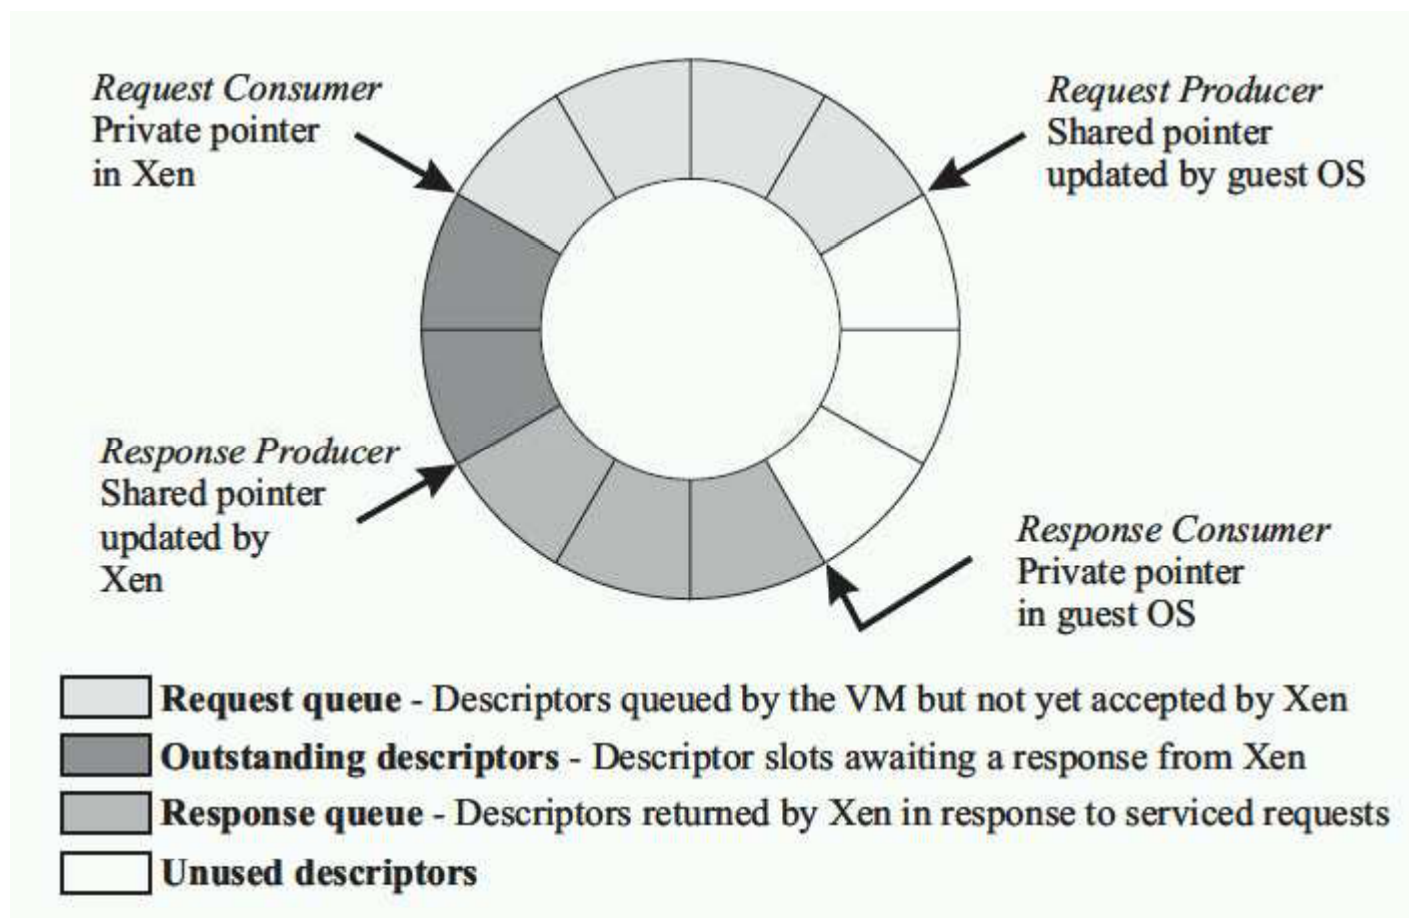 Request Consumer
Private pointer
in Xen
Request Producer
Shared pointer
updated by guest OS
Response Producer
Shared pointer
updated by
Xen
Response Consumer
Private pointer
in guest OS
Request queue - Descriptors queued by the VM but not yet accepted by Xen
Outstanding descriptors - Descriptor slots awaiting a response from Xen
Response queue - Descriptors returned by Xen in response to serviced requests
Unused descriptors